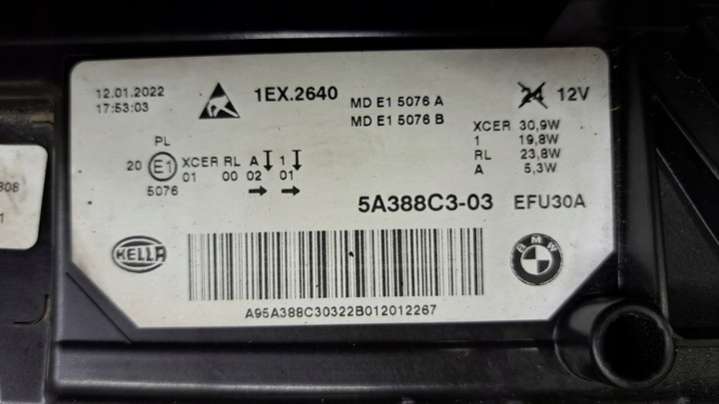 12.01.2022
17:53:03
1EX.2640
MD E1 5076 A
MD E1 5076 B
24 12V
XCER 30,9W
1 19,8W
RL 23,8W
A 5,3W
PL
20 E1 XCER RL A 1
01 00 02 01
5076
5A388C3-03 EFU30A
HELLA
BMW
A95A388C30322B012012267
808
1